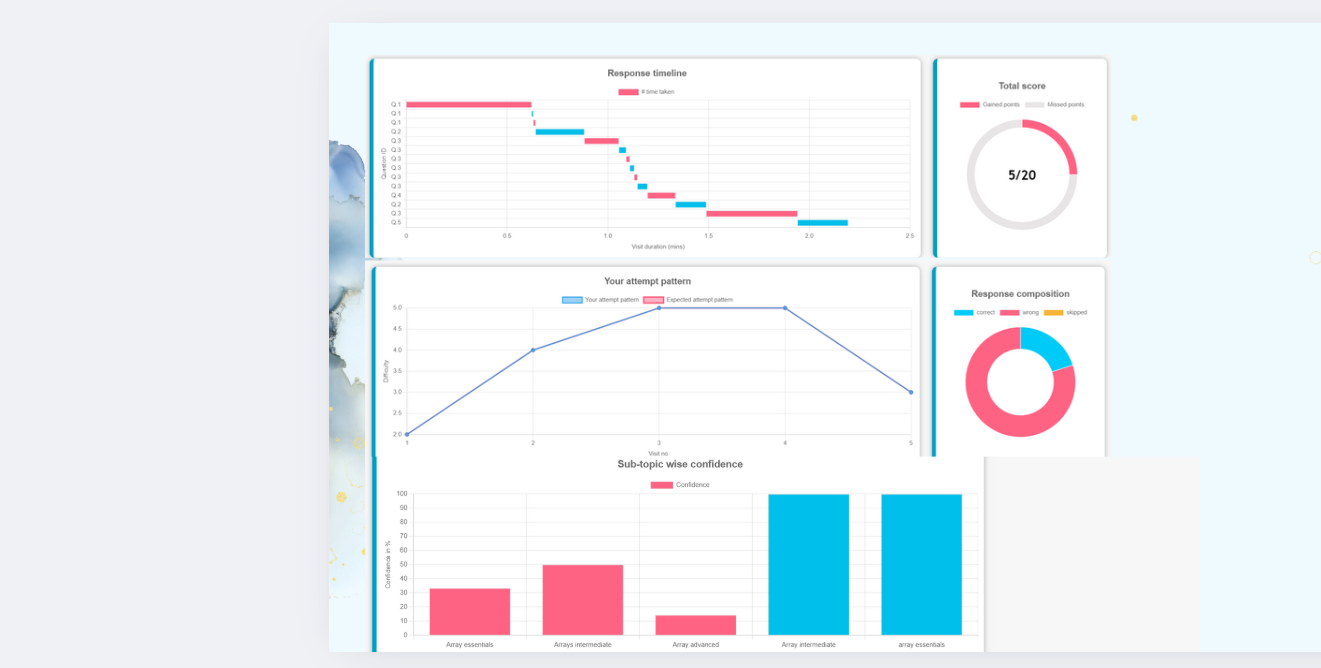 Response timeline
# time taken
Question ID
Q.1
Q.1
Q.1
Q.2
Q.3
Q.3
Q.3
Q.3
Q.3
Q.3
Q.4
Q.2
Q.3
Q.5
0 0.5 1.0 1.5 2.0 2.5
Visit duration (mins)
Total score
Gained points Missed points
5/20
Your attempt pattern
Your attempt pattern Expected attempt pattern
Difficulty
5.0
4.5
4.0
3.5
3.0
2.5
2.0
1 2 3 4 5
Visit no.
Response composition
correct wrong skipped
Sub-topic wise confidence
Confidence
Confidence in %
100
90
80
70
60
50
40
30
20
10
0
Array essentials Arrays intermediate Array advanced Array intermediate array essentials